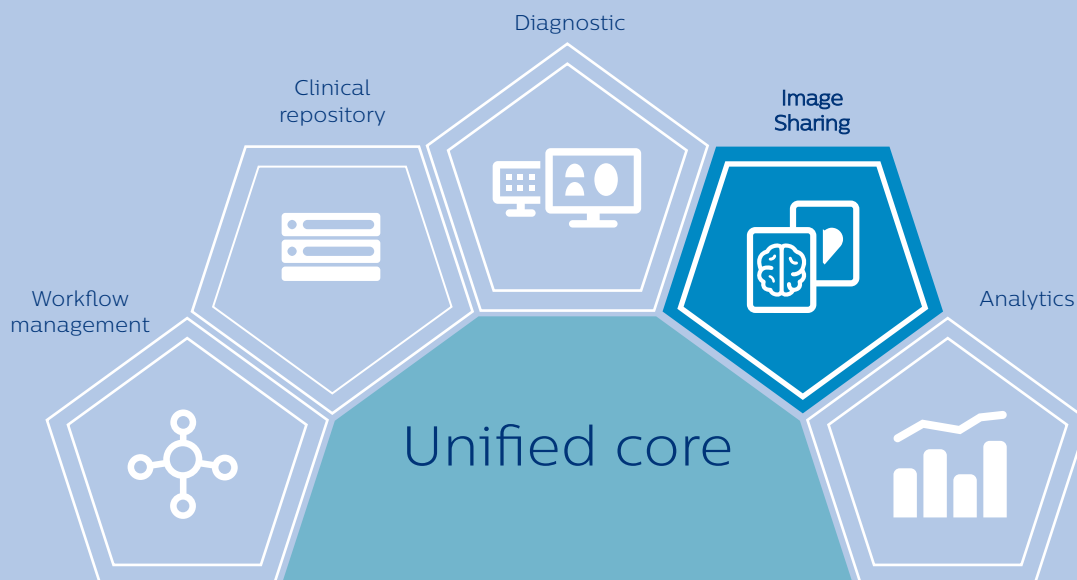 Diagnostic
Clinical
repository
Image
Sharing
Workflow
management
Analytics
Unified core